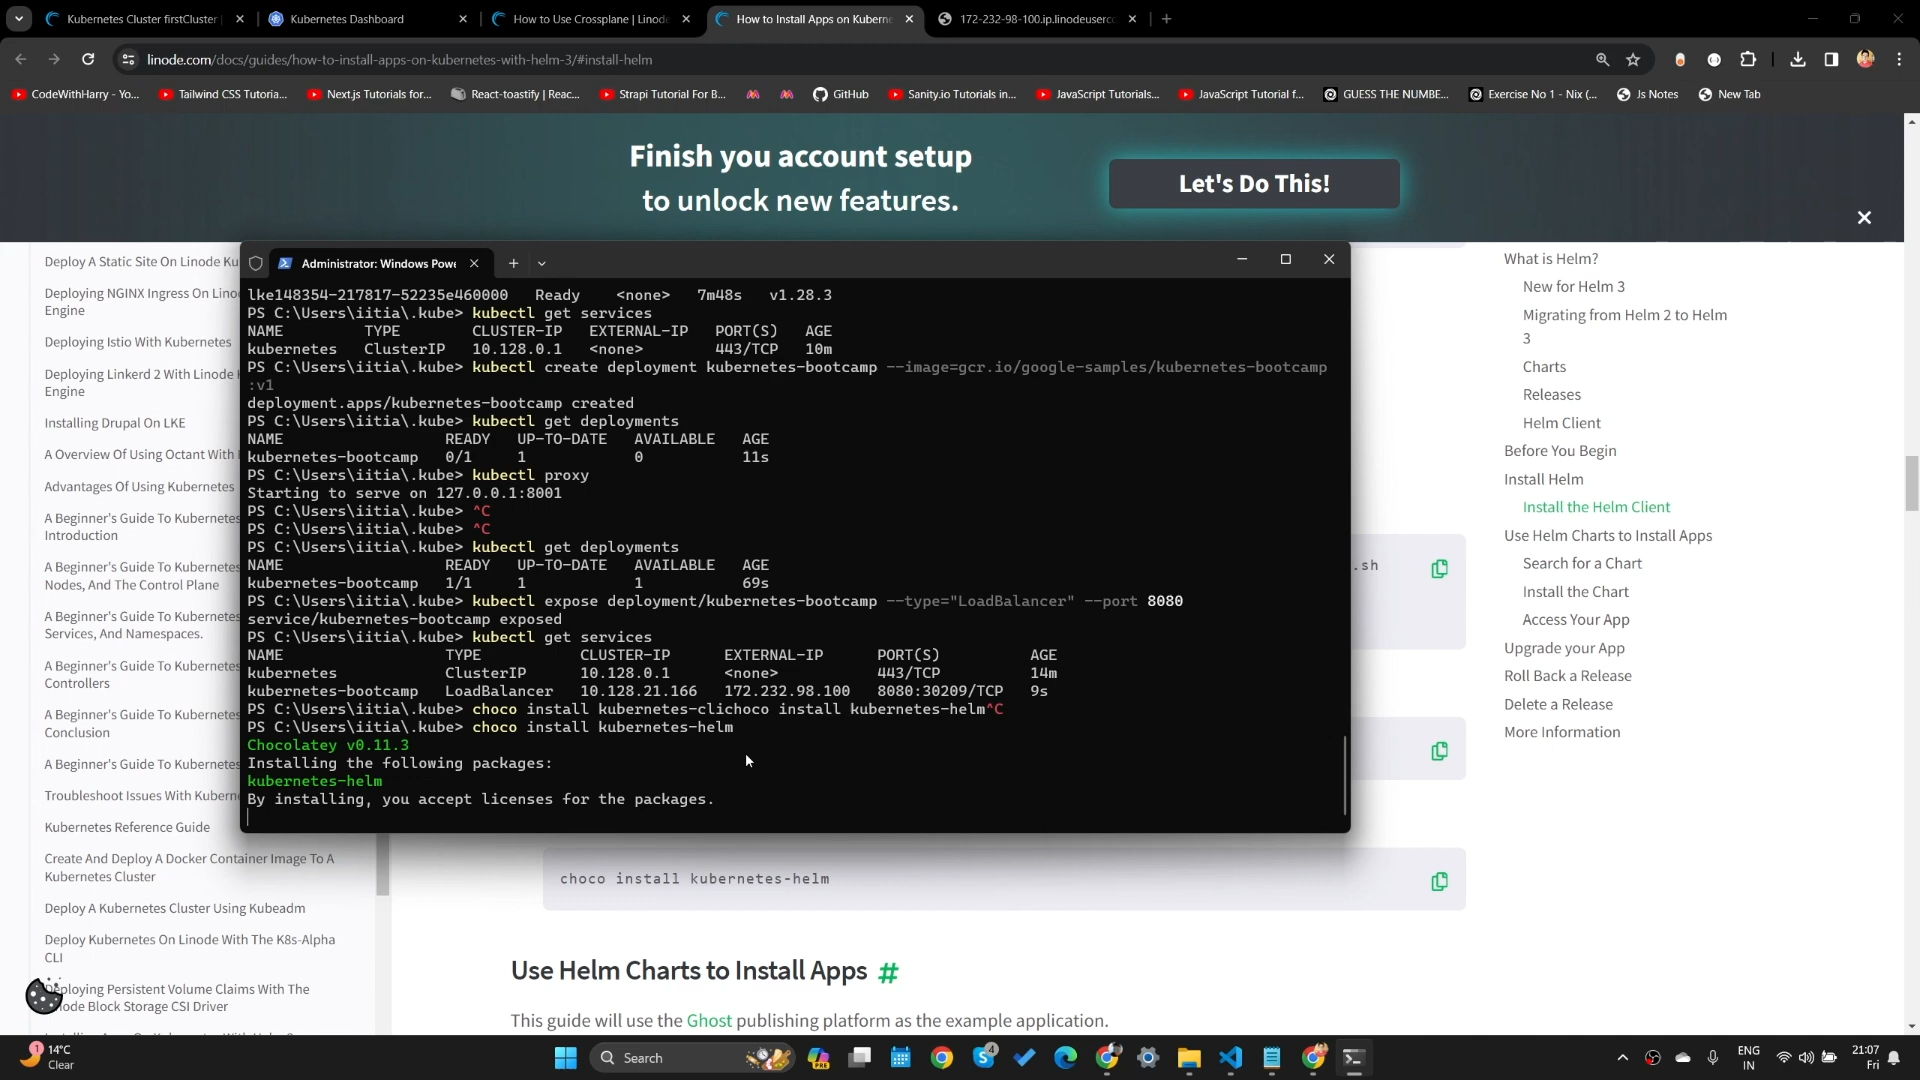 Kubernetes Cluster firstCluster
Kubernetes Dashboard
How to Use Crossplane | Linode
How to Install Apps on Kuberne
172-232-98-100.ip.linodeuserco
linode.com/docs/guides/how-to-install-apps-on-kubernetes-with-helm-3/#install-helm
CodeWithHarry - Yo...
Tailwind CSS Tutoria...
Next.js Tutorials for...
React-toastify | Reac...
Strapi Tutorial For B...
GitHub
Sanity.io Tutorials in...
JavaScript Tutorials...
JavaScript Tutorial f...
GUESS THE NUMBE...
Exercise No 1 - Nix (...
Js Notes
New Tab
Finish you account setup
to unlock new features.
Let's Do This!
Deploy A Static Site On Linode Ku
Deploying NGINX Ingress On Lino
Engine
Deploying Istio With Kubernetes
Deploying Linkerd 2 With Linode
Engine
Installing Drupal On LKE
A Overview Of Using Octant With
Advantages Of Using Kubernetes
A Beginner's Guide To Kubernetes
Introduction
A Beginner's Guide To Kubernetes
Nodes, And The Control Plane
A Beginner's Guide To Kubernetes
Services, And Namespaces.
A Beginner's Guide To Kubernetes
Controllers
A Beginner's Guide To Kubernetes
Conclusion
A Beginner's Guide To Kubernetes
Troubleshoot Issues With Kuberne
Kubernetes Reference Guide
Create And Deploy A Docker Container Image To A
Kubernetes Cluster
Deploy A Kubernetes Cluster Using Kubeadm
Deploy Kubernetes On Linode With The K8s-Alpha
CLI
Deploying Persistent Volume Claims With The
Linode Block Storage CSI Driver
Administrator: Windows Powe
lke148354-217817-52235e460000 Ready <none> 7m48s v1.28.3
PS C:\Users\iitia\.kube> kubectl get services
NAME TYPE CLUSTER-IP EXTERNAL-IP PORT(S) AGE
kubernetes ClusterIP 10.128.0.1 <none> 443/TCP 10m
PS C:\Users\iitia\.kube> kubectl create deployment kubernetes-bootcamp --image=gcr.io/google-samples/kubernetes-bootcamp
:v1
deployment.apps/kubernetes-bootcamp created
PS C:\Users\iitia\.kube> kubectl get deployments
NAME READY UP-TO-DATE AVAILABLE AGE
kubernetes-bootcamp 0/1 1 0 11s
PS C:\Users\iitia\.kube> kubectl proxy
Starting to serve on 127.0.0.1:8001
PS C:\Users\iitia\.kube> ^C
PS C:\Users\iitia\.kube> ^C
PS C:\Users\iitia\.kube> kubectl get deployments
NAME READY UP-TO-DATE AVAILABLE AGE
kubernetes-bootcamp 1/1 1 1 69s
PS C:\Users\iitia\.kube> kubectl expose deployment/kubernetes-bootcamp --type="LoadBalancer" --port 8080
service/kubernetes-bootcamp exposed
PS C:\Users\iitia\.kube> kubectl get services
NAME TYPE CLUSTER-IP EXTERNAL-IP PORT(S) AGE
kubernetes ClusterIP 10.128.0.1 <none> 443/TCP 14m
kubernetes-bootcamp LoadBalancer 10.128.21.166 172.232.98.100 8080:30209/TCP 9s
PS C:\Users\iitia\.kube> choco install kubernetes-clichoco install kubernetes-helm^C
PS C:\Users\iitia\.kube> choco install kubernetes-helm
Chocolatey v0.11.3
Installing the following packages:
kubernetes-helm
By installing, you accept licenses for the packages.
.sh
choco install kubernetes-helm
Use Helm Charts to Install Apps #
This guide will use the Ghost publishing platform as the example application.
What is Helm?
New for Helm 3
Migrating from Helm 2 to Helm
3
Charts
Releases
Helm Client
Before You Begin
Install Helm
Install the Helm Client
Use Helm Charts to Install Apps
Search for a Chart
Install the Chart
Access Your App
Upgrade your App
Roll Back a Release
Delete a Release
More Information
1
14°C
Clear
Search
PRE
4
ENG
IN
21:07
Fri